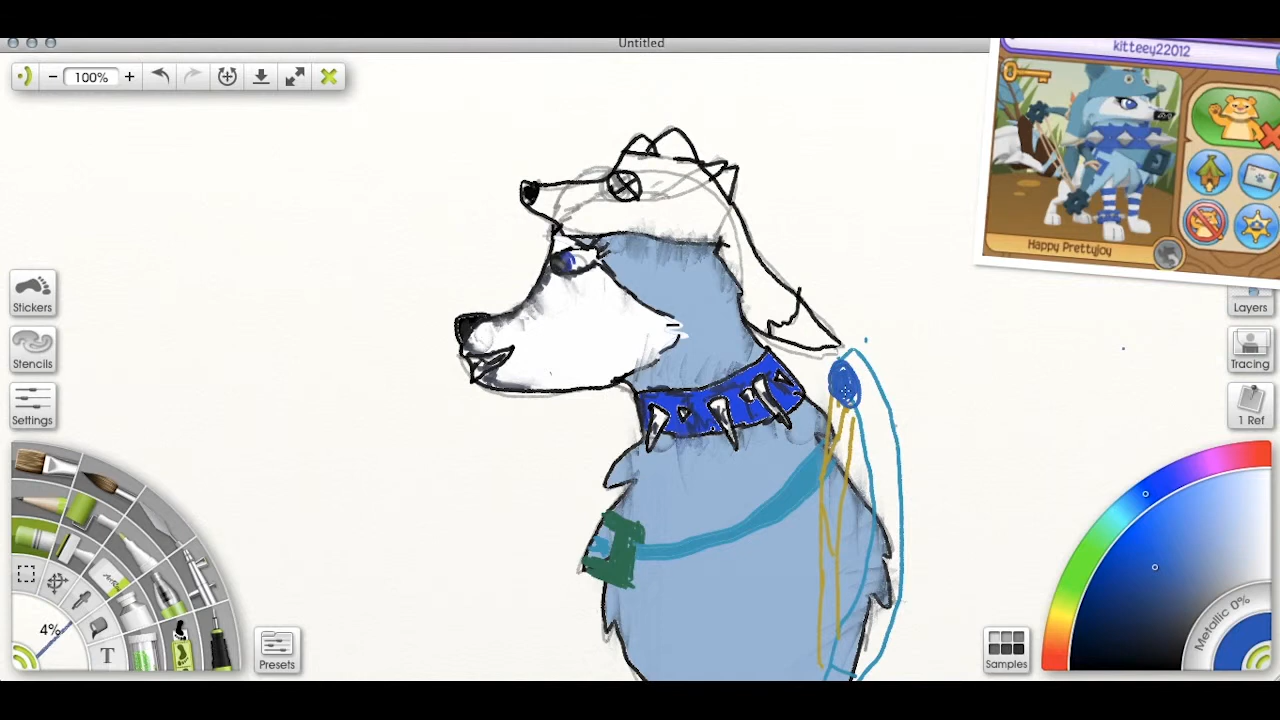 Untitled
100%
kitteey22012
Happy Prettyjoy
Stickers
Stencils
Settings
Layers
Tracing
1 Ref
4%
T
Presets
Samples
Metallic 0%